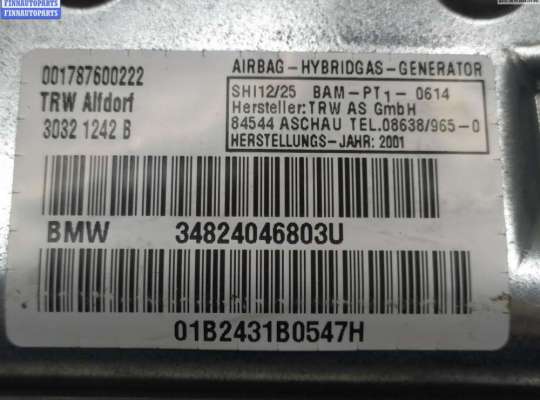 FINNAUTOPARTS
001787600222
TRW Alfdorf
3032 1242 B
AIRBAG-HYBRIDGAS-GENERATOR
SHI12/25 BAM-PT1-0614
Hersteller: TRW AS GmbH
84544 ASCHAU TEL.08638/965-0
HERSTELLUNGS-JAHR: 2001
BMW 34824046803U
01B2431B0547H